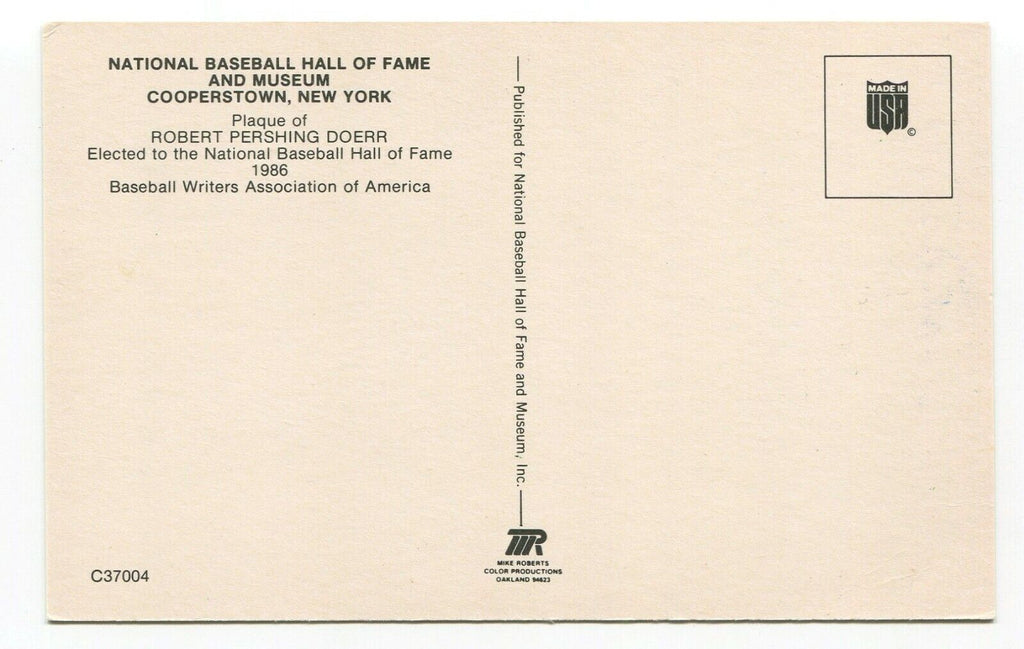 NATIONAL BASEBALL HALL OF FAME
AND MUSEUM
COOPERSTOWN, NEW YORK
Plaque of
ROBERT PERSHING DOERR
Elected to the National Baseball Hall of Fame
1986
Baseball Writers Association of America
C37004
Published for National Baseball Hall of Fame and Museum, Inc.
MR
MIKE ROBERTS
COLOR PRODUCTIONS
OAKLAND 94623
MADE IN
USA
©